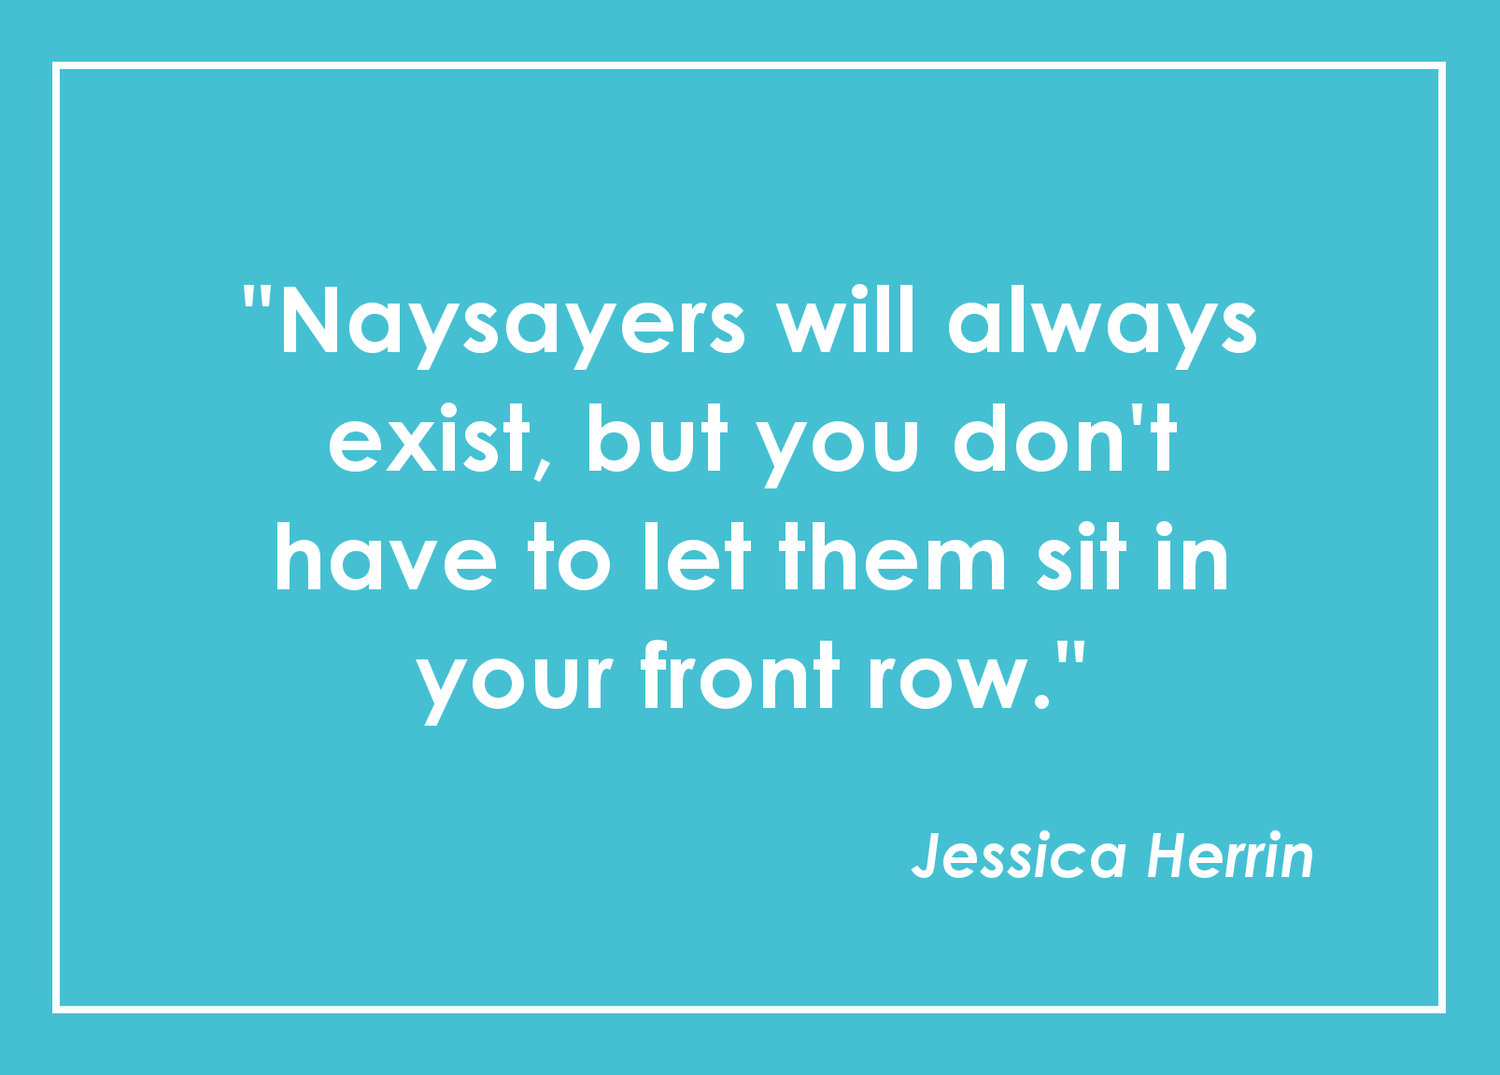 "Naysayers will always
exist, but you don't
have to let them sit in
your front row."
Jessica Herrin